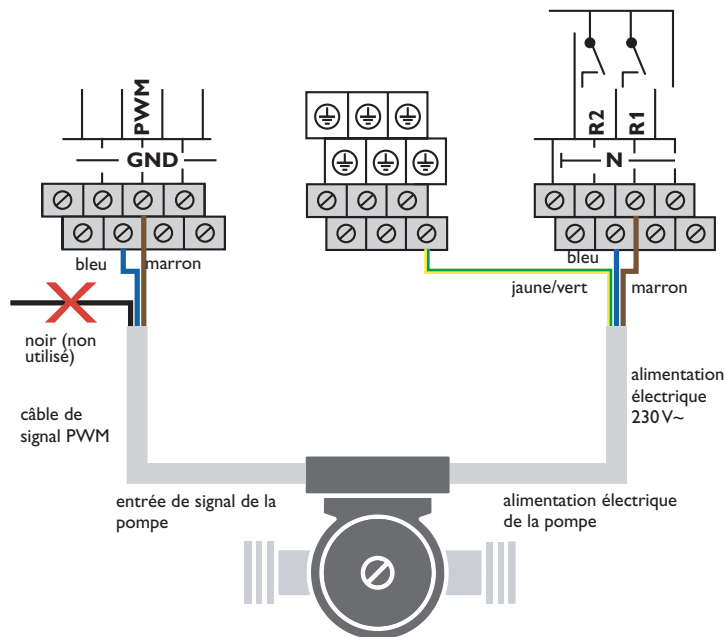 PWM
GND
R2
R1
N
bleu
marron
bleu
jaune/vert
marron
noir (non
utilisé)
câble de
signal PWM
alimentation
électrique
230 V~
entrée de signal de la
pompe
alimentation électrique
de la pompe